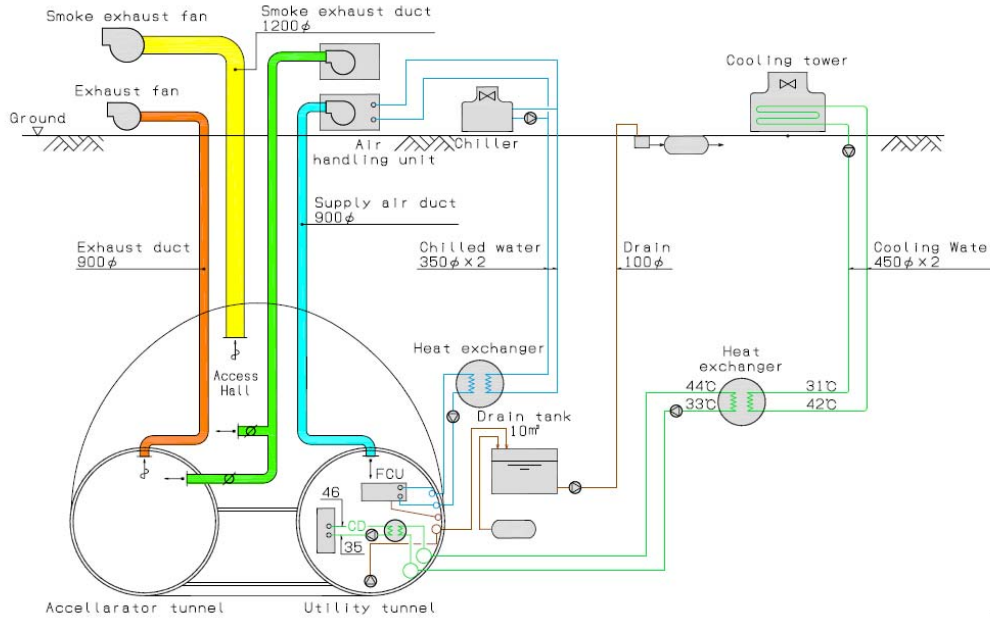 Smoke exhaust fan
Smoke exhaust duct
1200φ
Exhaust fan
Ground
Air
handling unit
Chiller
Cooling tower
Supply air duct
900φ
Exhaust duct
900φ
Chilled water
350φ×2
Drain
100φ
Cooling Wate
450φ×2
Access
Hall
Heat exchanger
Heat
exchanger
44℃
31℃
33℃
42℃
Drain tank
10㎥
FCU
46
CD
35
Accellarator tunnel
Utility tunnel